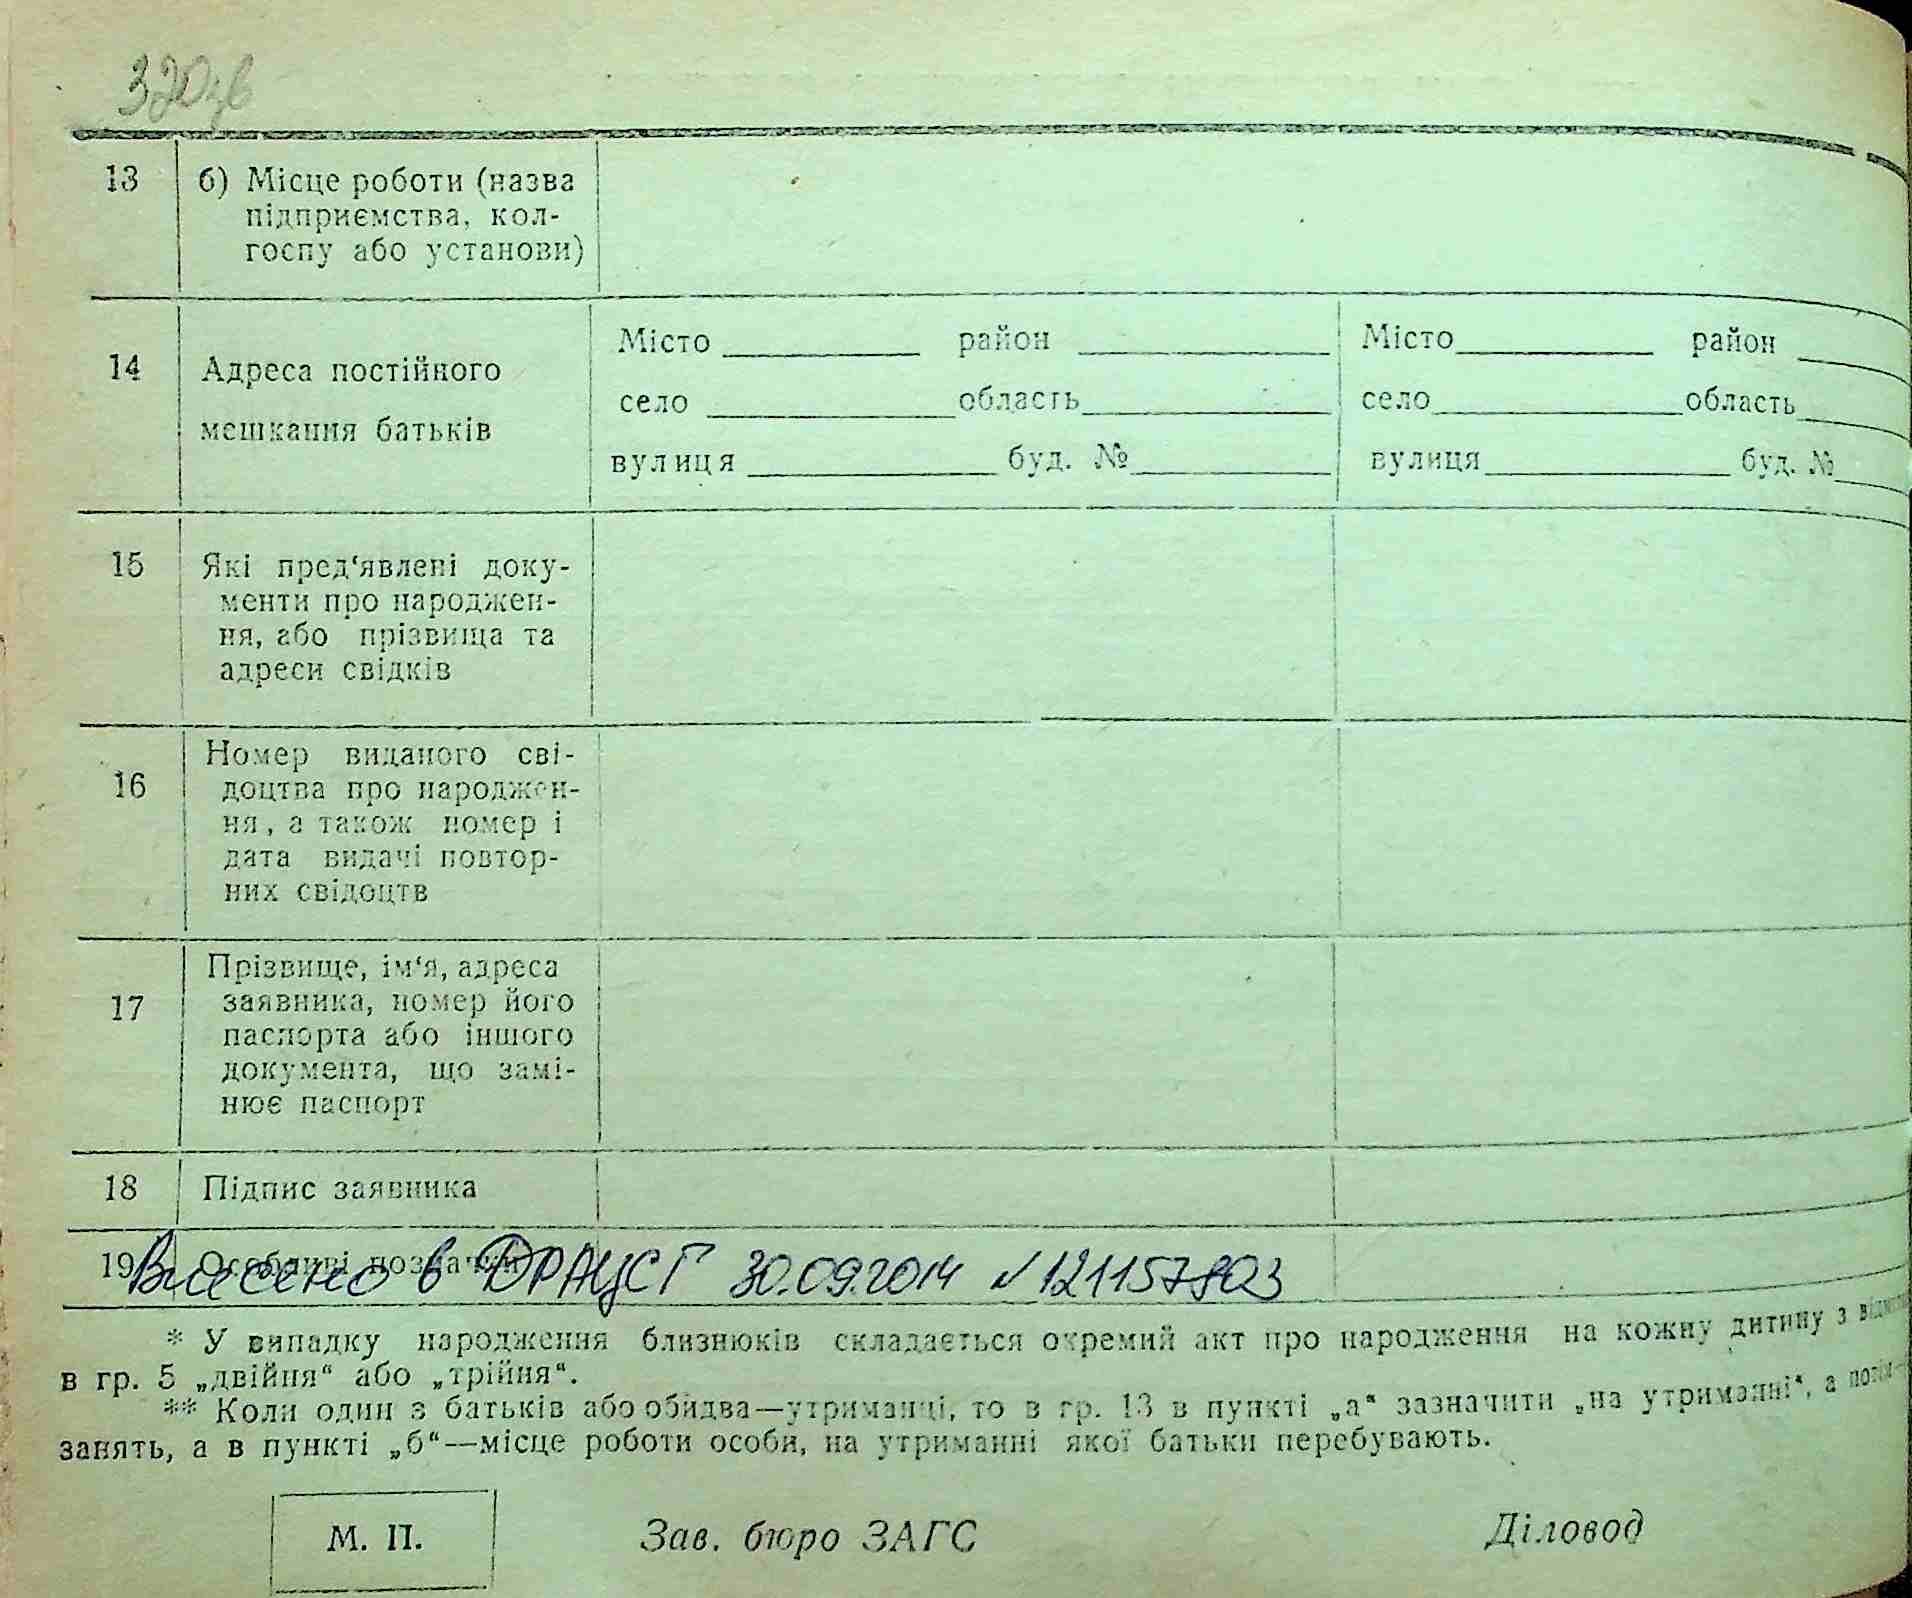 320зв
13 б) Місце роботи (назва
підприємства, кол-
госпу або установи)
14 Адреса постійного
мешкання батьків
Місто район Місто район
село область село область
вулиця буд. № вулиця буд. №
15 Які пред‘явлені доку-
менти про народжен-
ня, або прізвища та
адреси свідків
16 Номер виданого сві-
доцтва про народжен-
ня, а також номер і
дата видачі повтор-
них свідоцтв
17 Прізвище, ім‘я, адреса
заявника, номер його
паспорта або іншого
документа, що замі-
нює паспорт
18 Підпис заявника
19 Особливі позначки
Внесено в ДРАЦСГ 30.09.2014 №121157803
* У випадку народження близнюків складається окремий акт про народження на кожну дитину з
в гр. 5 „двійня“ або „трійня“.
** Коли один з батьків або обидва—утриманці, то в гр. 13 в пункті „а“ зазначити „на утриманні“, а
занять, а в пункті „б“—місце роботи особи, на утриманні якої батьки перебувають.
М. П. Зав. бюро ЗАГС Діловод